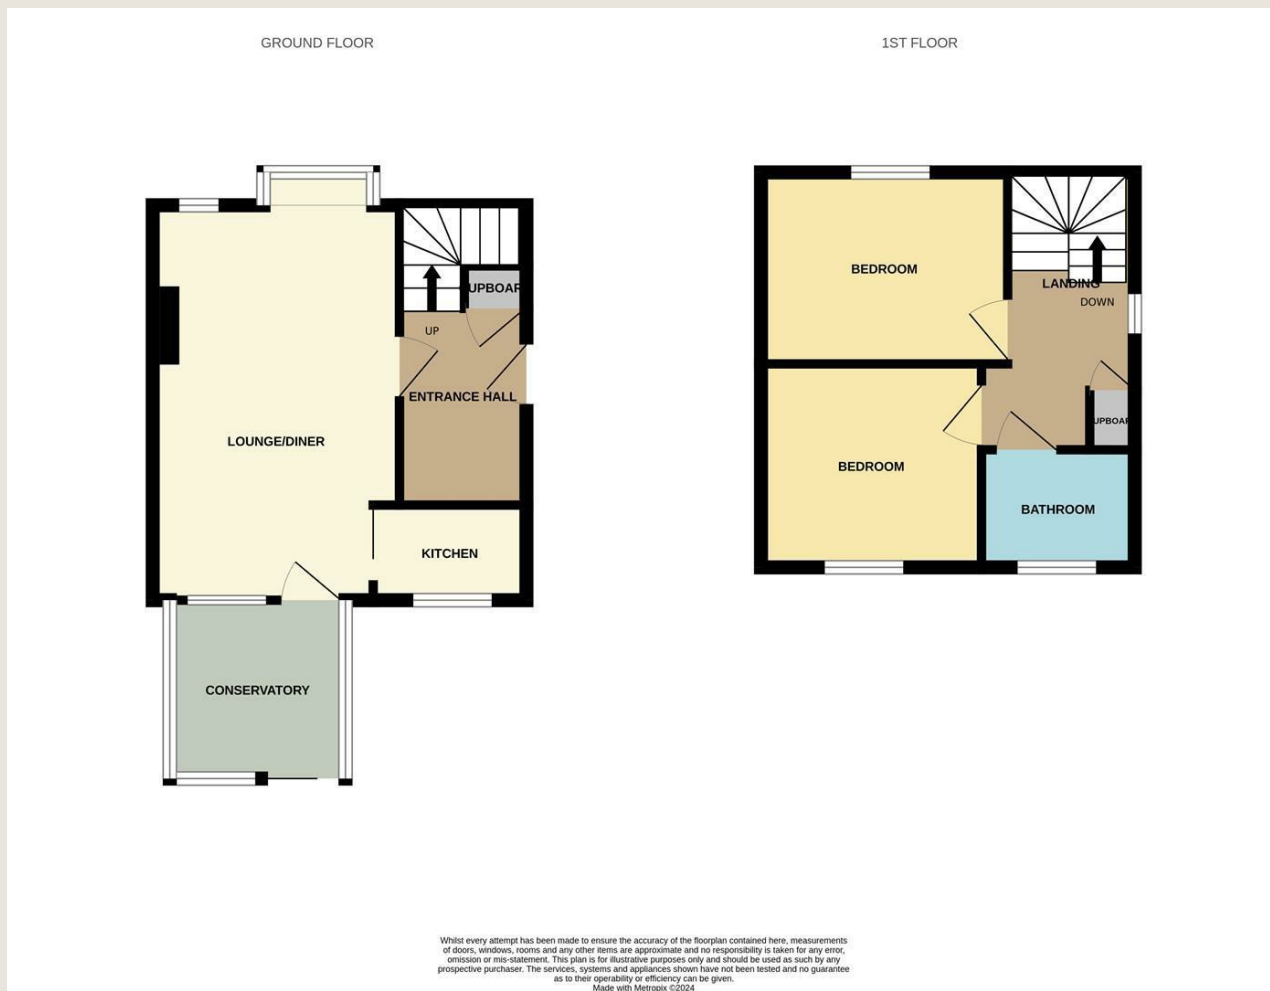 GROUND FLOOR
1ST FLOOR
UPBOAR
UP
ENTRANCE HALL
LOUNGE/DINER
KITCHEN
CONSERVATORY
BEDROOM
LANDING
DOWN
UPBOAR
BEDROOM
BATHROOM
Whilst every attempt has been made to ensure the accuracy of the floorplan contained here, measurements
of doors, windows, rooms and any other items are approximate and no responsibility is taken for any error,
omission or mis-statement. This plan is for illustrative purposes only and should be used as such by any
prospective purchaser. The services, systems and appliances shown have not been tested and no guarantee
as to their operability or efficiency can be given.
Made with Metropix ©2024